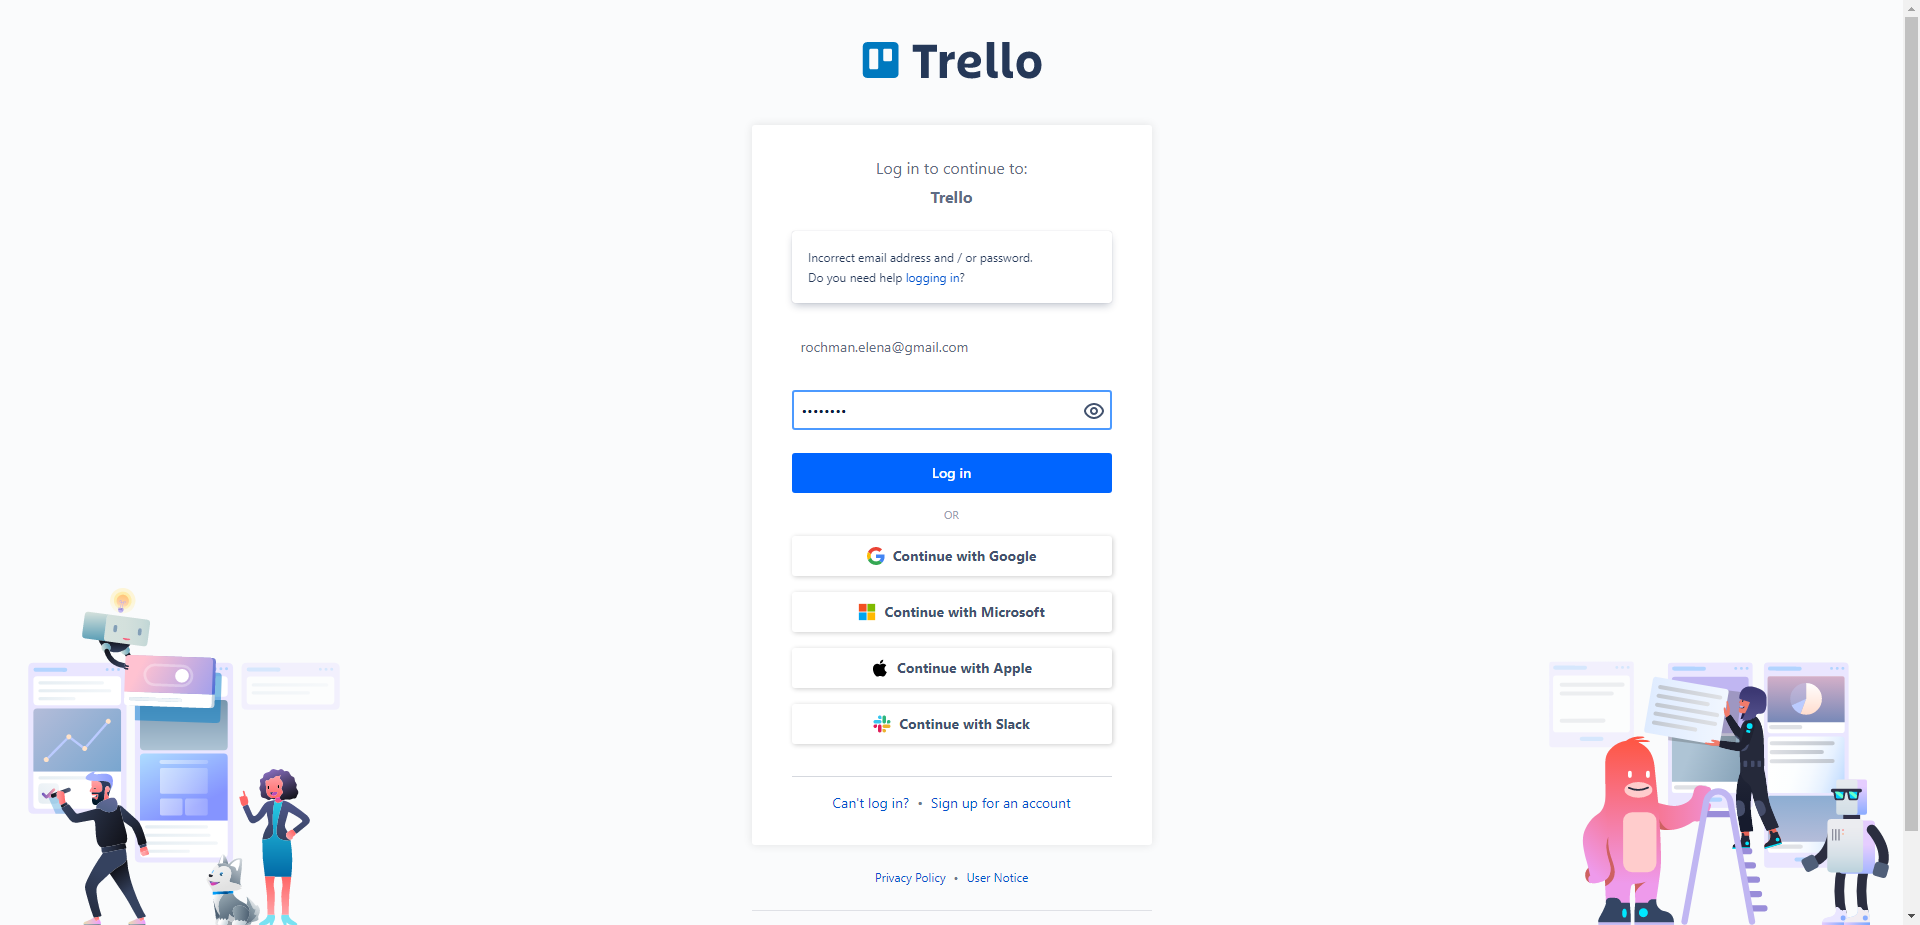 Trello
Log in to continue to:
Trello
Incorrect email address and / or password.
Do you need help logging in?
rochman.elena@gmail.com
••••••••
Log in
OR
Continue with Google
Continue with Microsoft
Continue with Apple
Continue with Slack
Can't log in? • Sign up for an account
Privacy Policy • User Notice